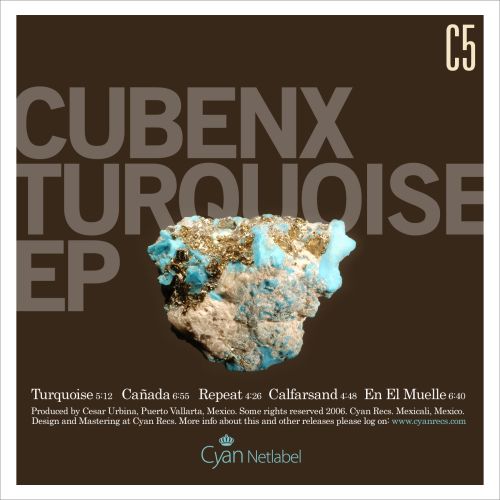 C5
CUBENX
TURQUOISE
EP
Turquoise 5:12 Cañada 6:55 Repeat 4:26 Calfarsand 4:48 En El Muelle 6:40
Produced by Cesar Urbina, Puerto Vallarta, Mexico. Some rights reserved 2006. Cyan Recs. Mexicali, Mexico.
Design and Mastering at Cyan Recs. More info about this and other releases please log on: www.cyanrecs.com
Cyan Netlabel